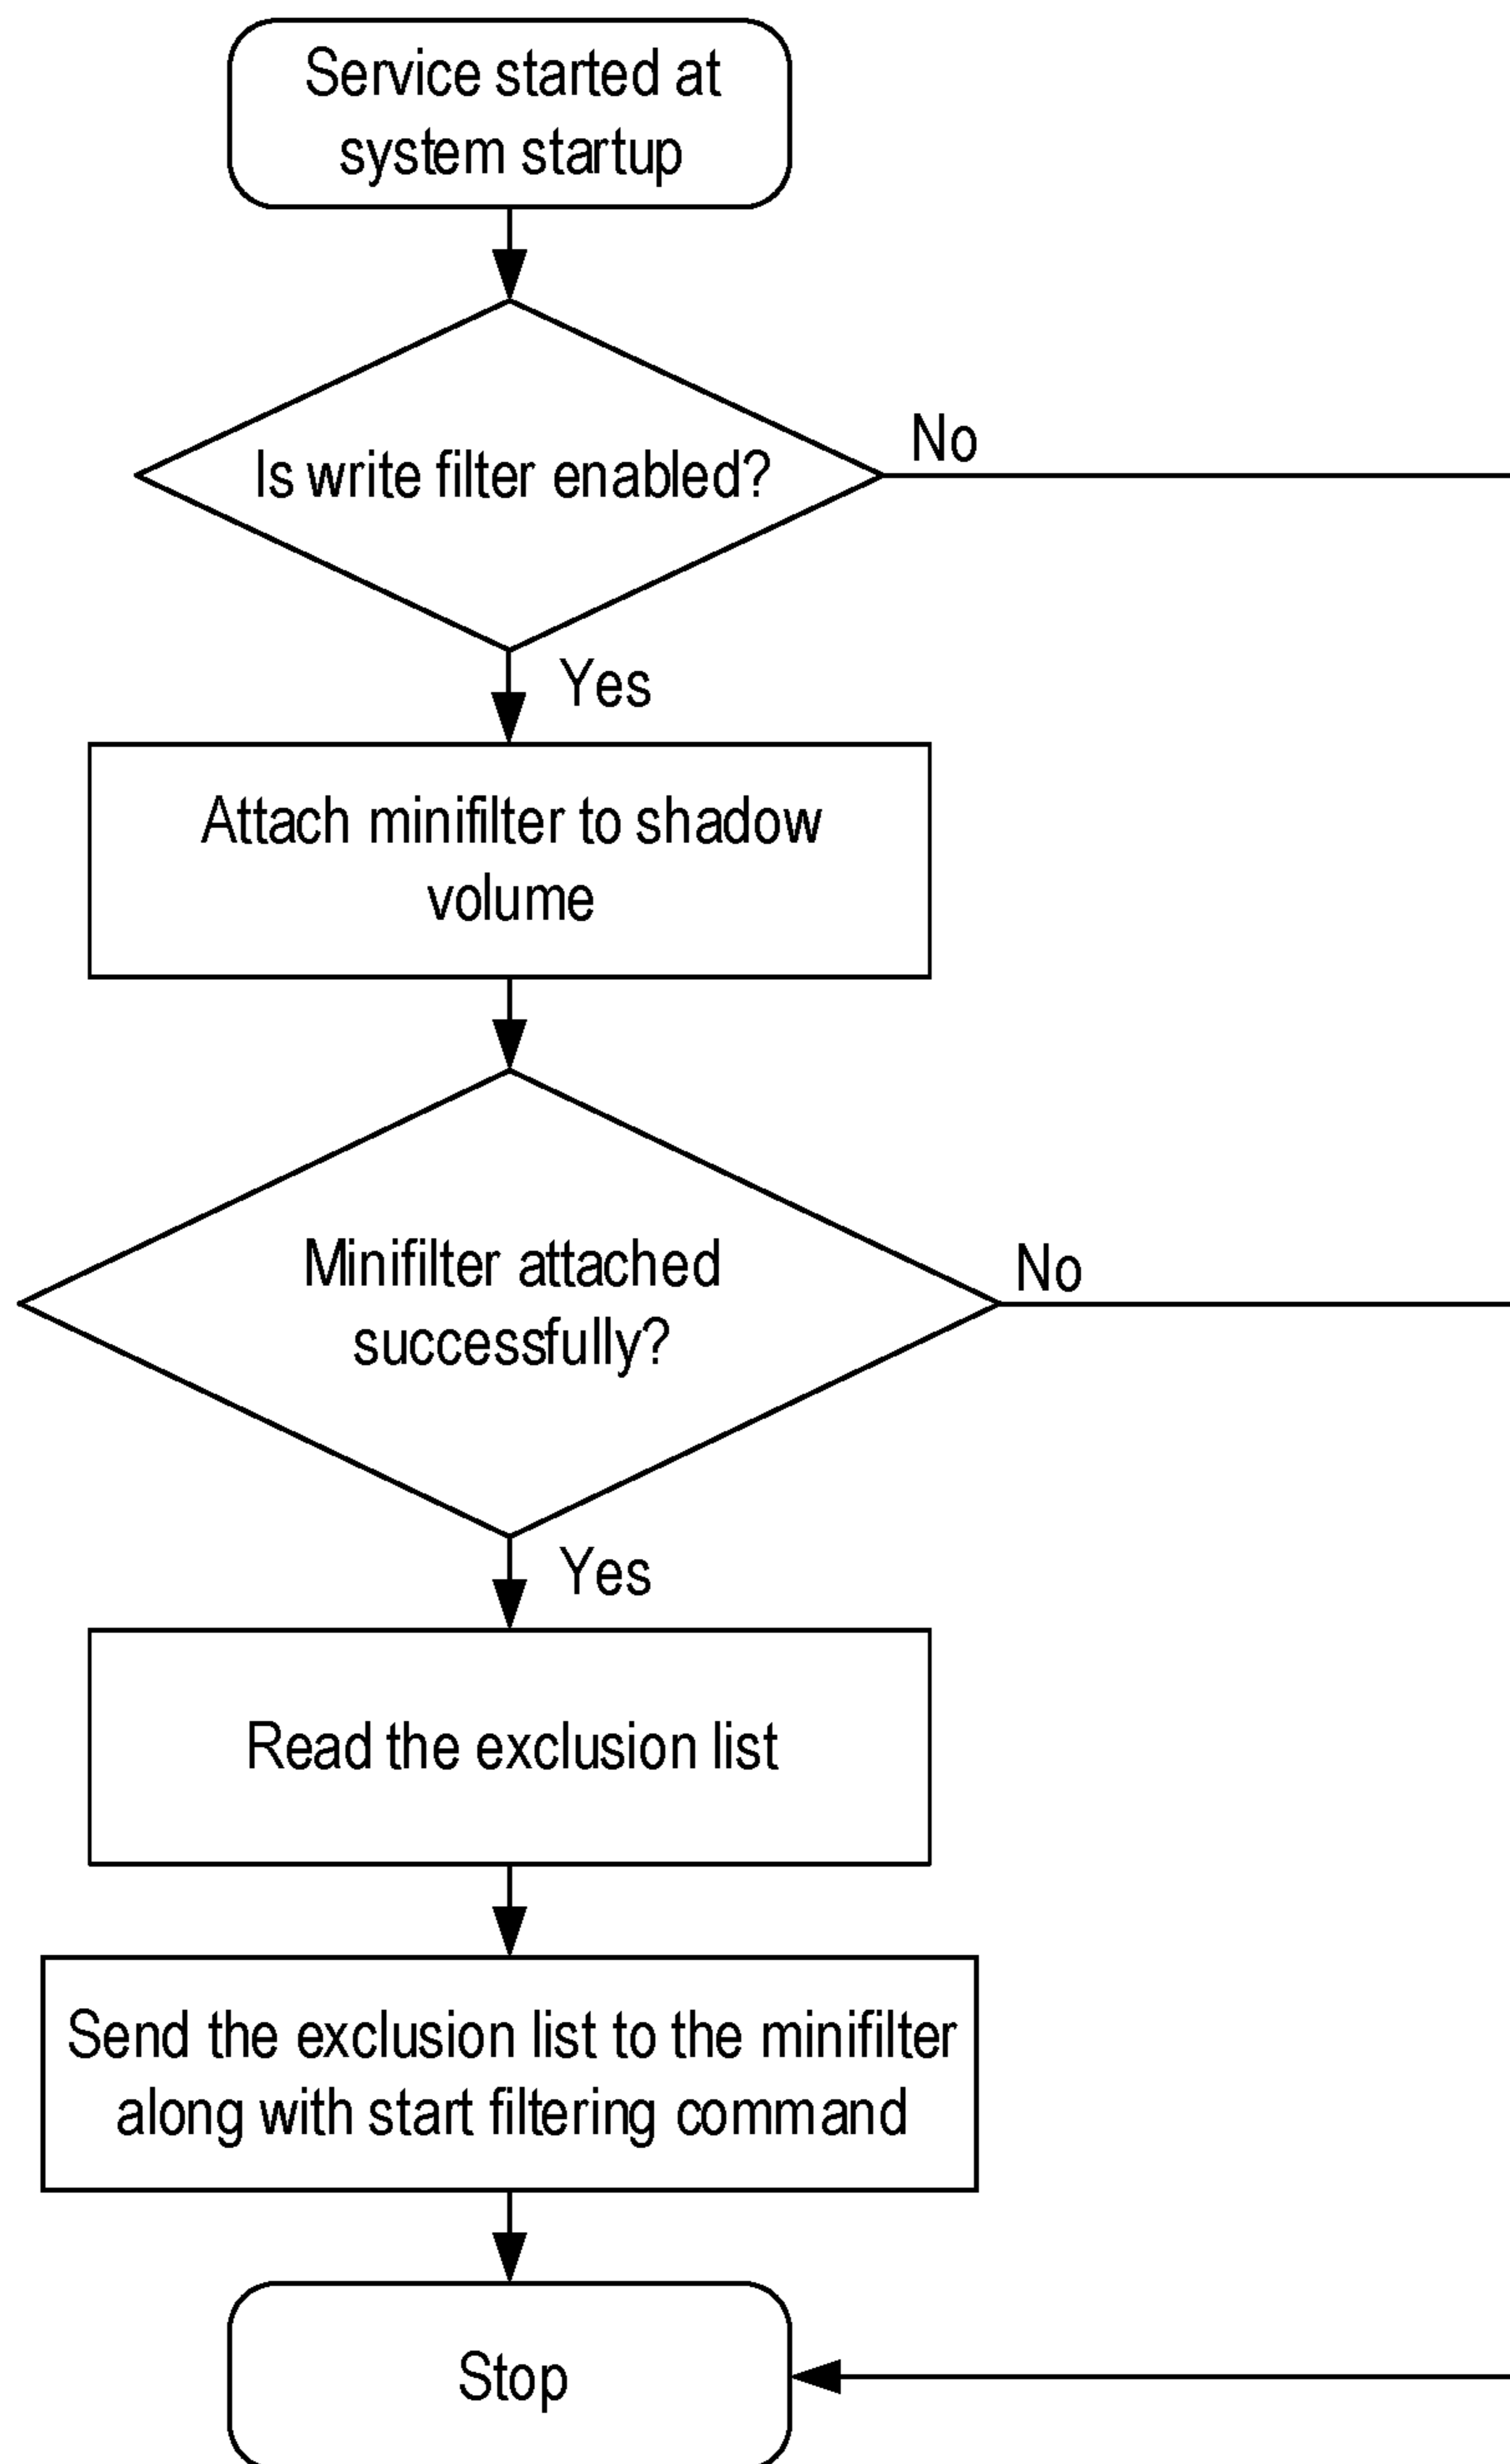 Service started at
system startup
Is write filter enabled?
No
Yes
Attach minifilter to shadow
volume
Minifilter attached
successfully?
No
Yes
Read the exclusion list
Send the exclusion list to the minifilter
along with start filtering command
Stop